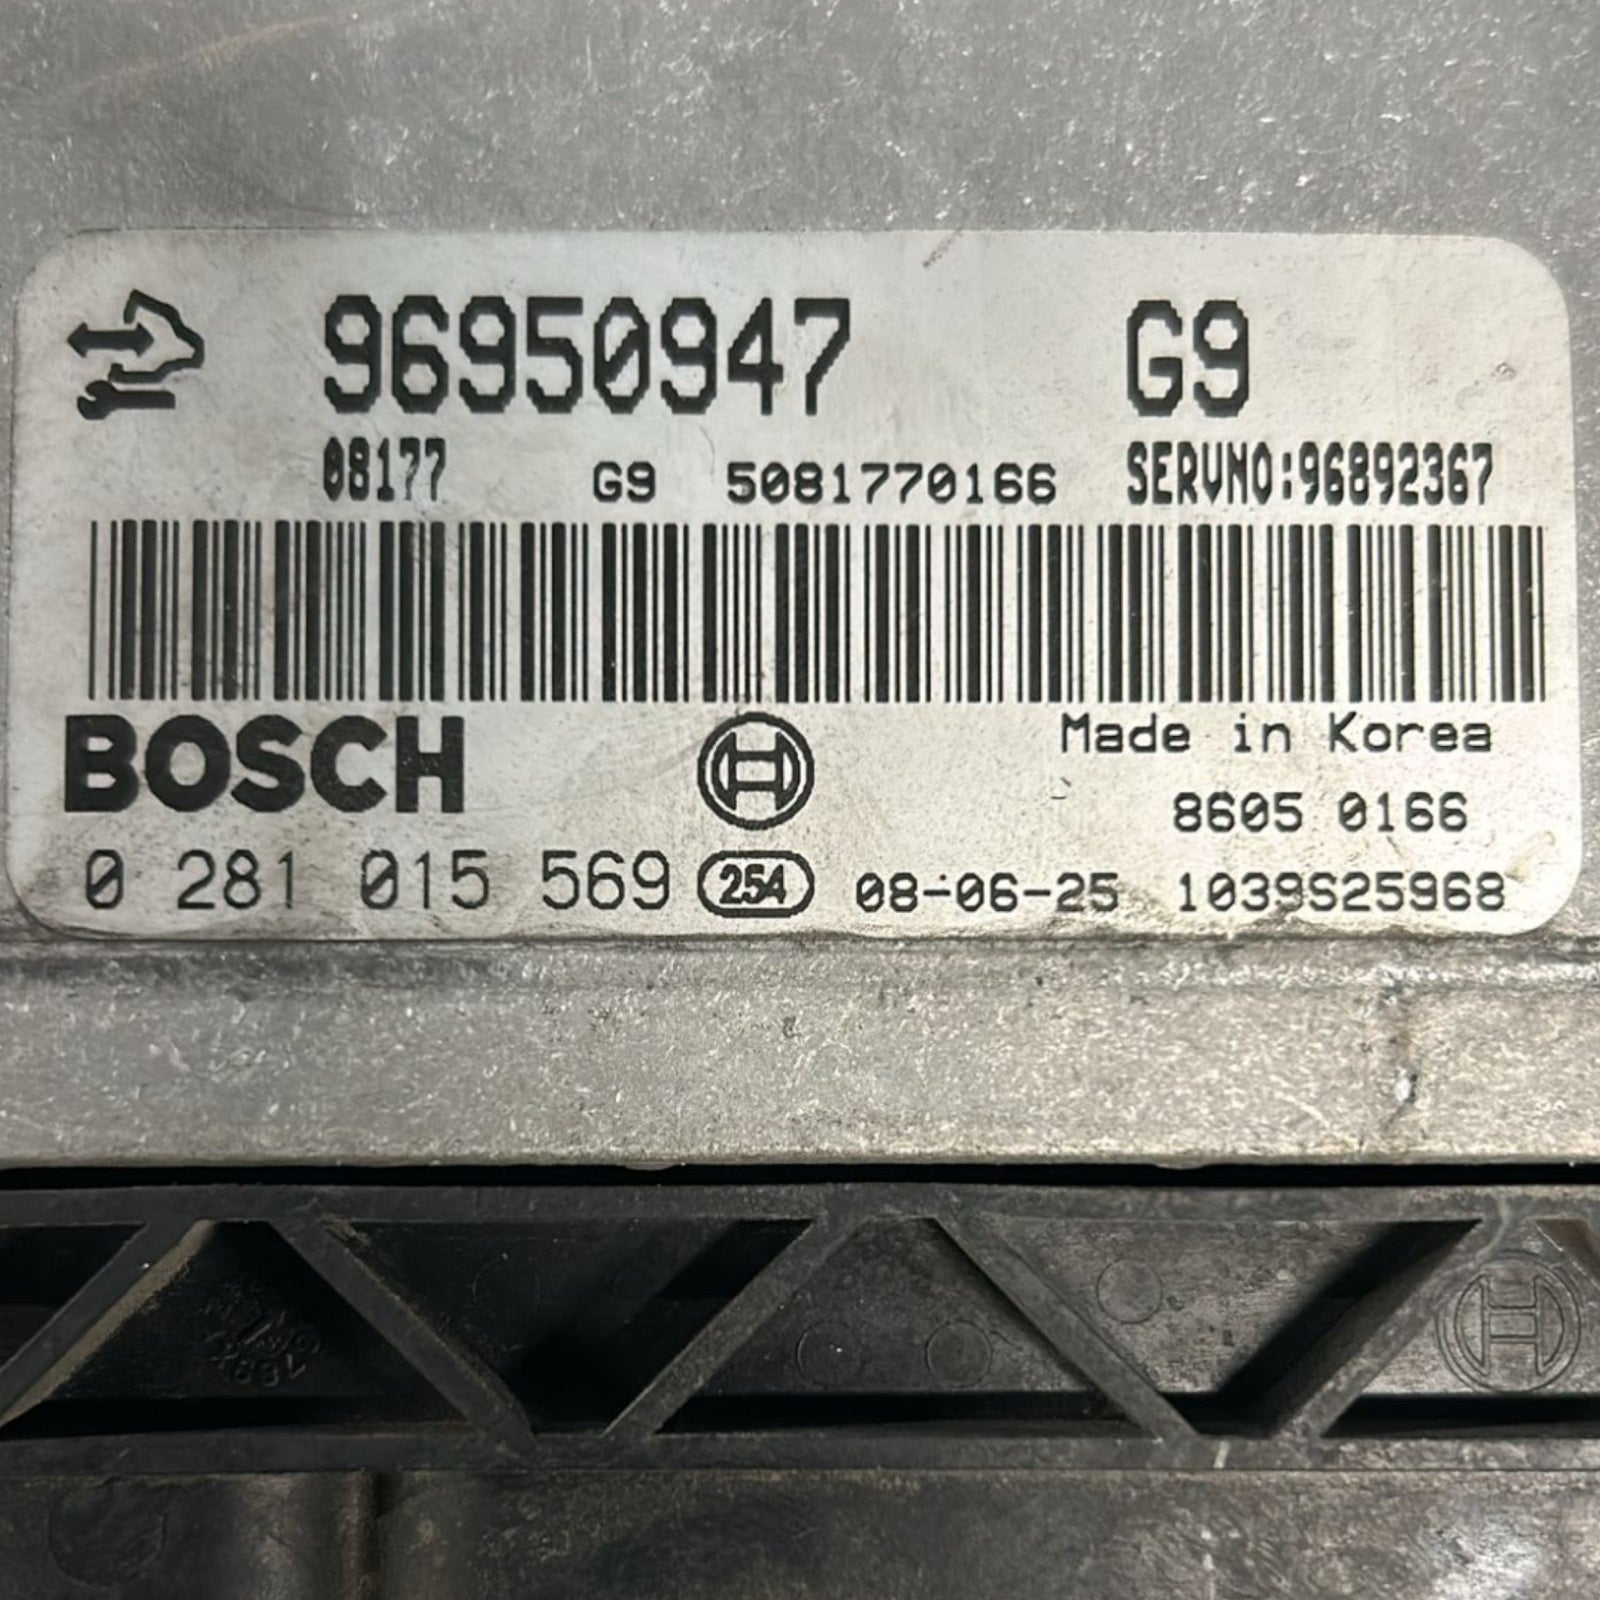 96950947 G9
08177 G9 5081770166 SERVNO:96892367
BOSCH Made in Korea
8605 0166
0 281 015 569 254 08-06-25 1039S25968